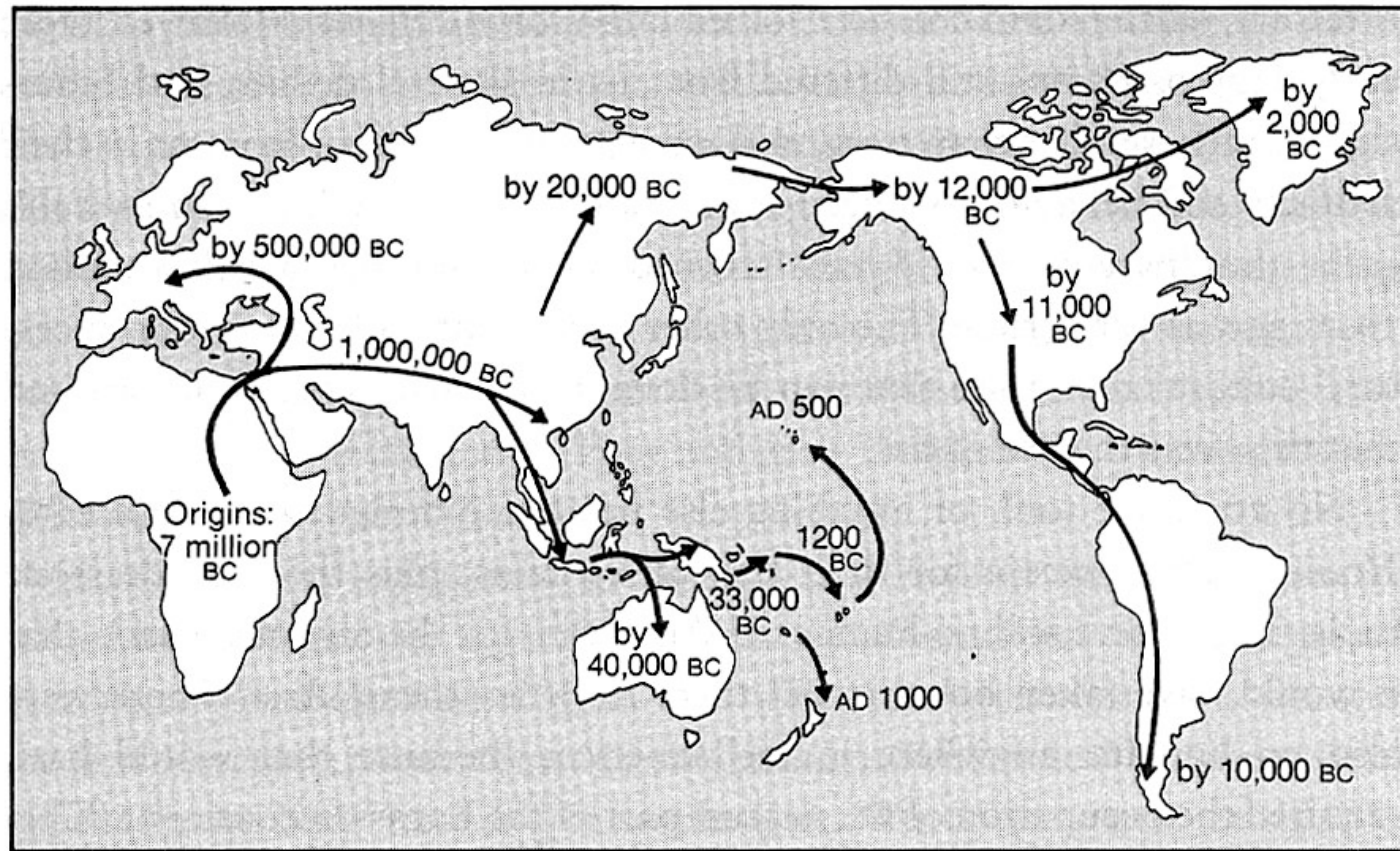 by
2,000
BC
by 20,000 BC
by 12,000
BC
by 500,000 BC
by
11,000
BC
1,000,000 BC
AD 500
Origins:
7 million
BC
1200
BC
33,000
BC
by
40,000 BC
AD 1000
by 10,000 BC